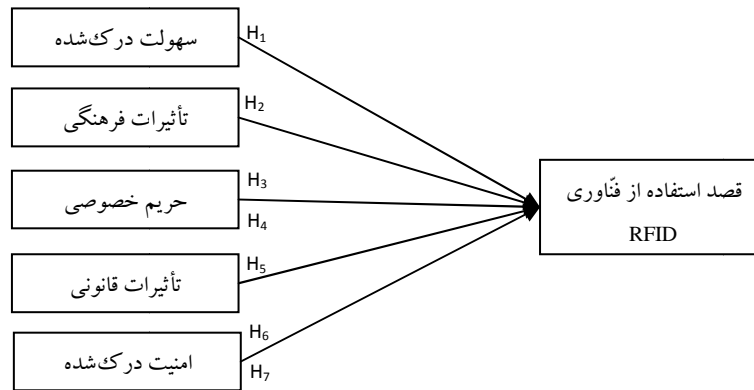 سهولت درک‌شده
H₁
تأثیرات فرهنگی
H₂
حریم خصوصی
H₃
H₄
تأثیرات قانونی
H₅
امنیت درک‌شده
H₆
H₇
قصد استفاده از فنّاوری
RFID